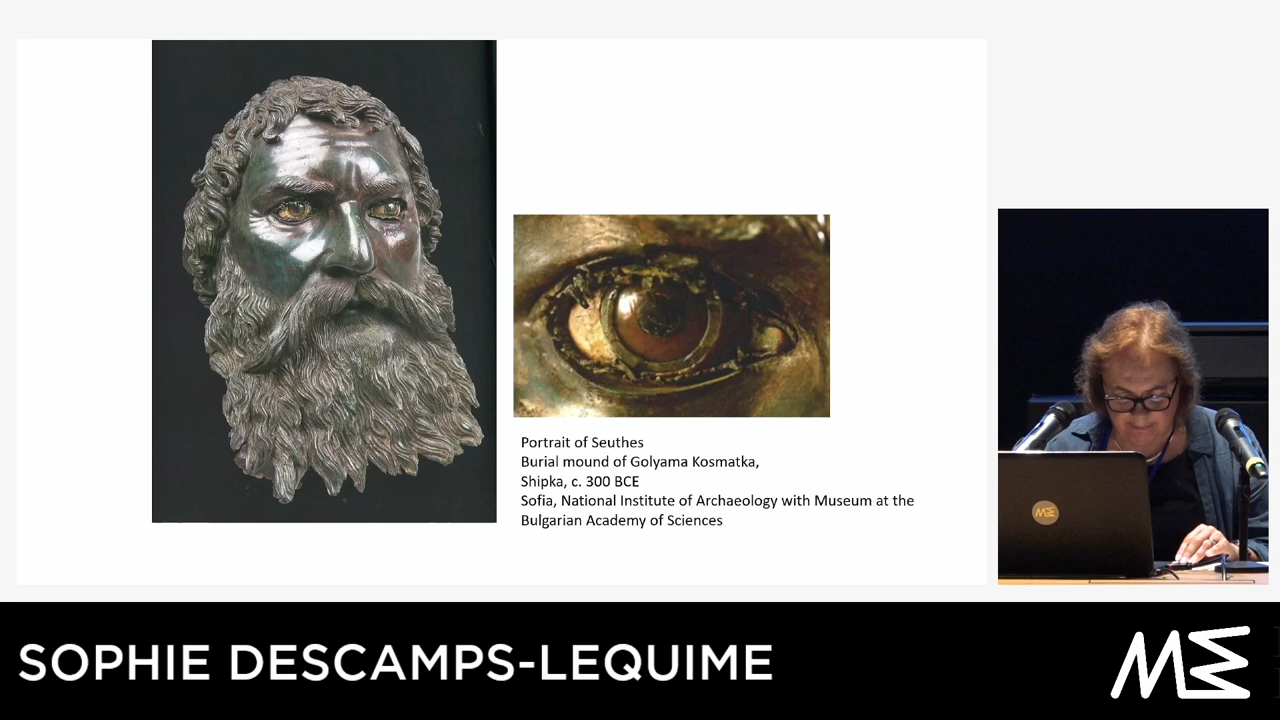 Portrait of Seuthes
Burial mound of Golyama Kosmatka,
Shipka, c. 300 BCE
Sofia, National Institute of Archaeology with Museum at the
Bulgarian Academy of Sciences
SOPHIE DESCAMPS-LEQUIME